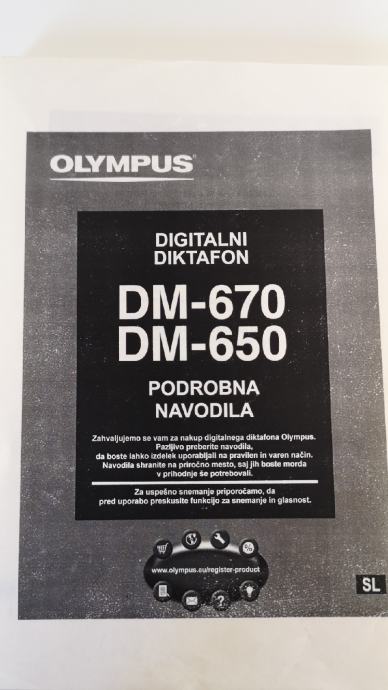 OLYMPUS®
DIGITALNI
DIKTAFON
DM-670
DM-650
PODROBNA
NAVODILA
Zahvaljujemo se vam za nakup digitalnega diktafona Olympus.
Pazljivo preberite navodila,
da boste lahko izdelek uporabljali na pravilen in varen način.
Navodila shranite na priročno mesto, saj jih boste morda
v prihodnje še potrebovali.
Za uspešno snemanje priporočamo, da
pred uporabo preskusite funkcijo za snemanje in glasnost.
%
www.olympus.eu/register-product
?
SL